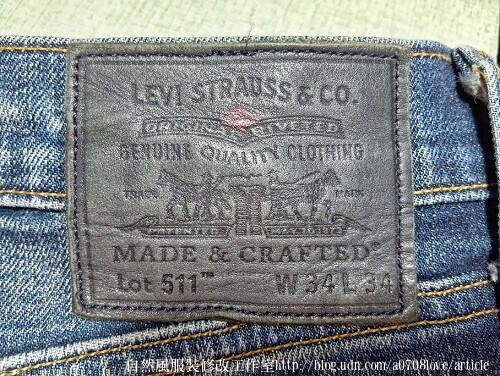 LEVI STRAUSS & CO.
ORIGINAL RIVETED
GENUINE QUALITY CLOTHING
TRADE MARK
MADE & CRAFTED®
Lot 511™ W 34 L 34
自然風服裝修改工作室http://blog.udn.com/a0708love/article